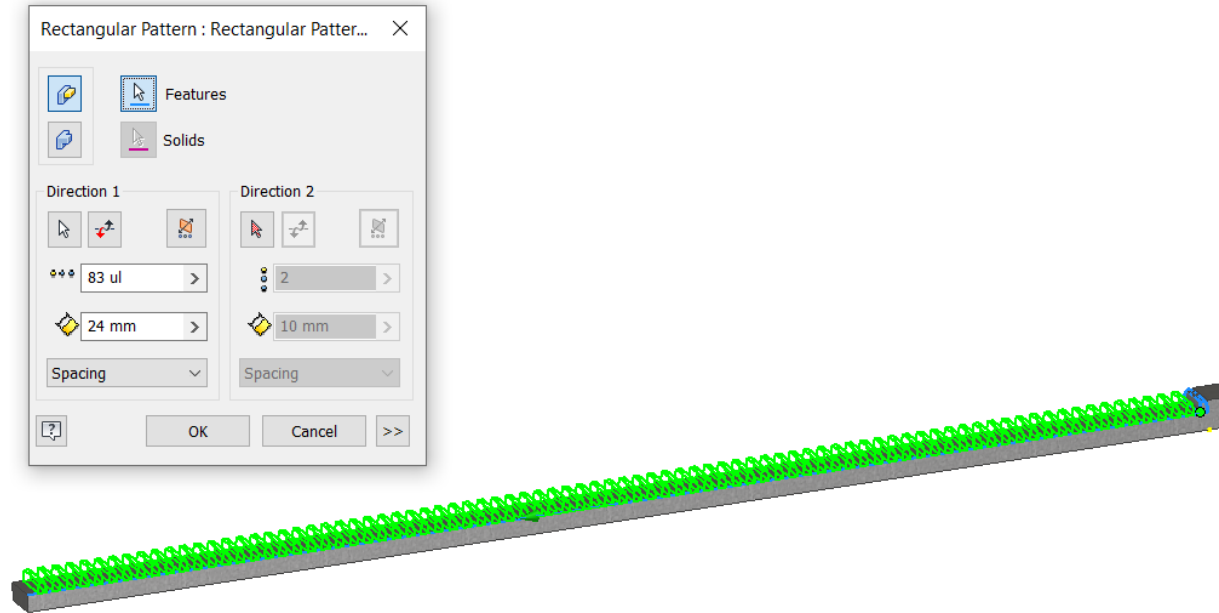 Rectangular Pattern : Rectangular Patter...
Features
Solids
Direction 1
Direction 2
83 ul
2
24 mm
10 mm
Spacing
Spacing
OK
Cancel
>>